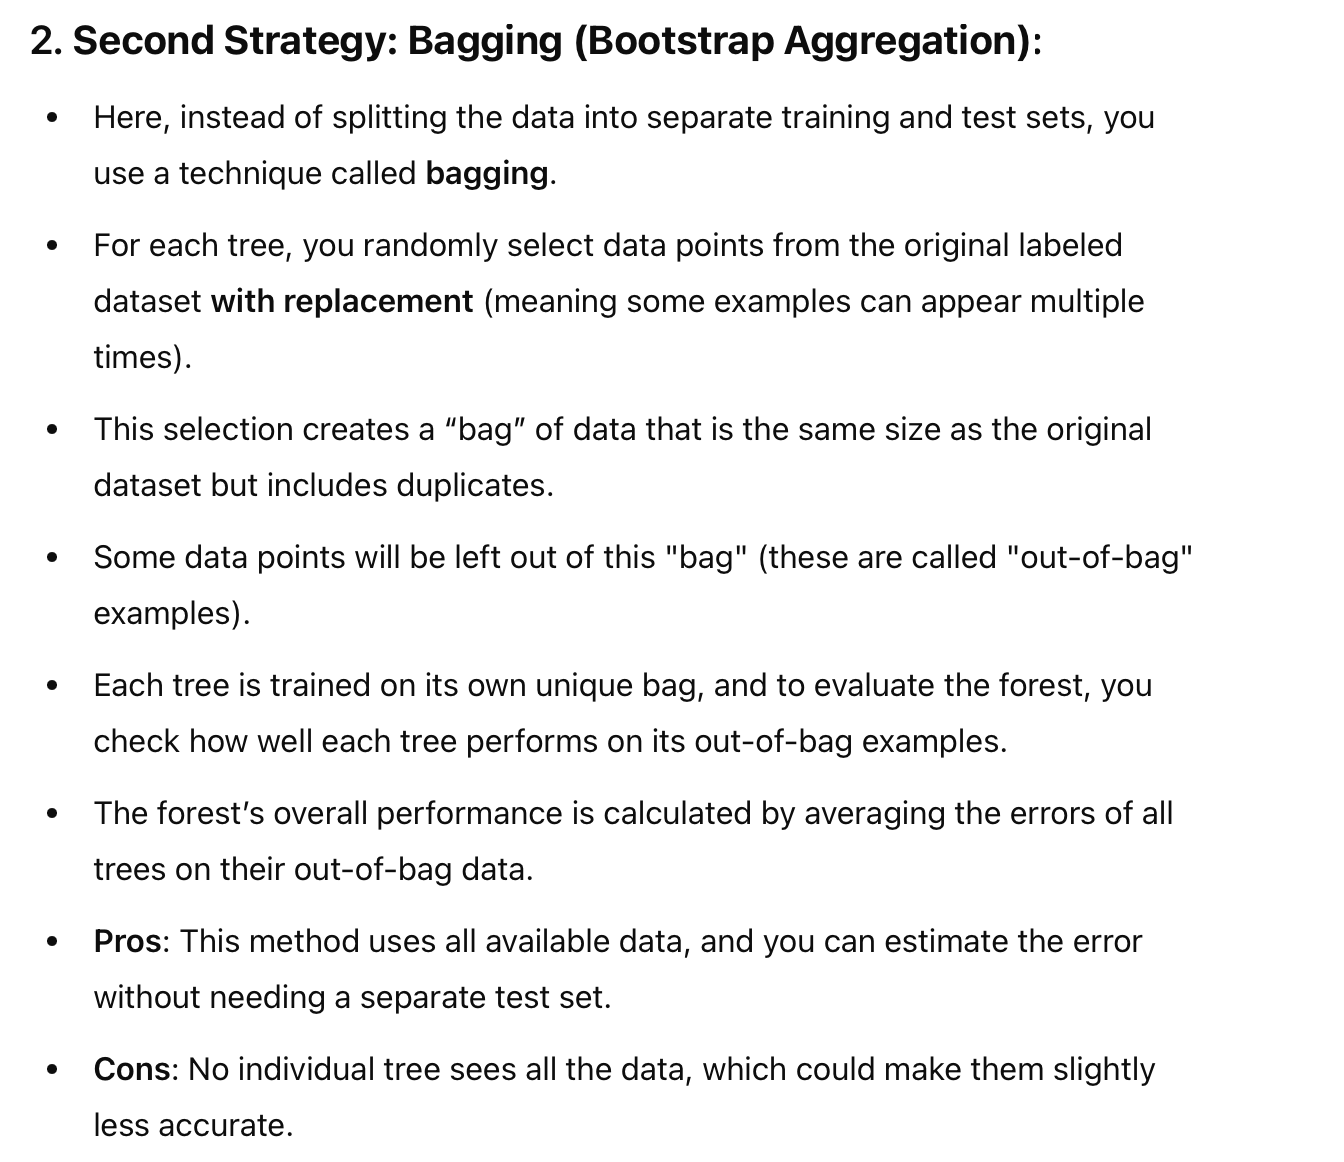 2. Second Strategy: Bagging (Bootstrap Aggregation):
• Here, instead of splitting the data into separate training and test sets, you
use a technique called bagging.
• For each tree, you randomly select data points from the original labeled
dataset with replacement (meaning some examples can appear multiple
times).
• This selection creates a “bag” of data that is the same size as the original
dataset but includes duplicates.
• Some data points will be left out of this "bag" (these are called "out-of-bag"
examples).
• Each tree is trained on its own unique bag, and to evaluate the forest, you
check how well each tree performs on its out-of-bag examples.
• The forest’s overall performance is calculated by averaging the errors of all
trees on their out-of-bag data.
• Pros: This method uses all available data, and you can estimate the error
without needing a separate test set.
• Cons: No individual tree sees all the data, which could make them slightly
less accurate.